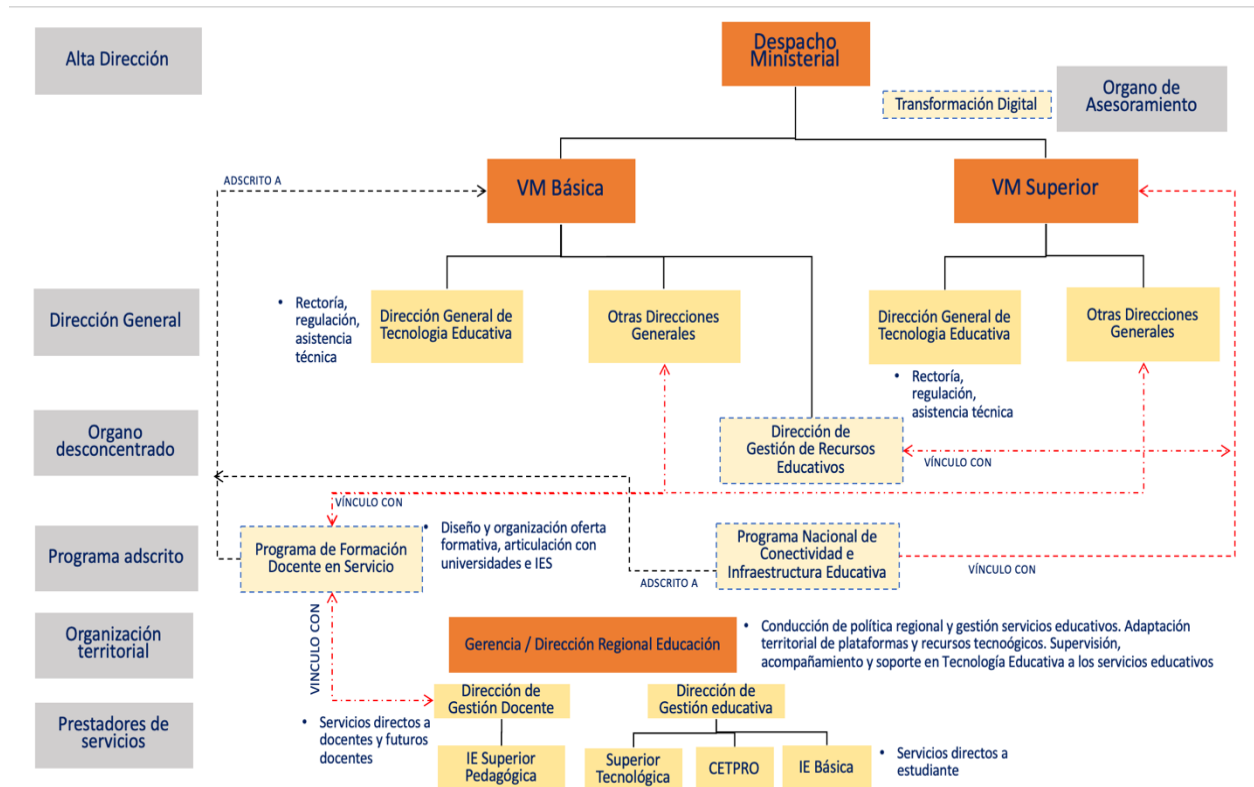 Alta Dirección
Despacho
Ministerial
Transformación Digital
Organo de
Asesoramiento
ADSCRITO A
VM Básica
VM Superior
Dirección General
• Rectoría,
regulación,
asistencia
técnica
Dirección General de
Tecnologia Educativa
Otras Direcciones
Generales
Dirección General de
Tecnologia Educativa
Otras Direcciones
Generales
• Rectoría,
regulación,
asistencia técnica
Organo
desconcentrado
Dirección de
Gestión de Recursos
Educativos
VÍNCULO CON
VÍNCULO CON
Programa adscrito
Programa de Formación
Docente en Servicio
• Diseño y organización oferta
formativa, articulación con
universidades e IES
ADSCRITO A
Programa Nacional de
Conectividad e
Infraestructura Educativa
VÍNCULO CON
VINCULO CON
Organización
territorial
Gerencia / Dirección Regional Educación
• Conducción de política regional y gestión servicios educativos. Adaptación
territorial de plataformas y recursos tecnoógicos. Supervisión,
acompañamiento y soporte en Tecnología Educativa a los servicios educativos
Prestadores de
servicios
• Servicios directos a
docentes y futuros
docentes
Dirección de
Gestión Docente
Dirección de
Gestión educativa
IE Superior
Pedagógica
Superior
Tecnológica
CETPRO
IE Básica
• Servicios directos a
estudiante